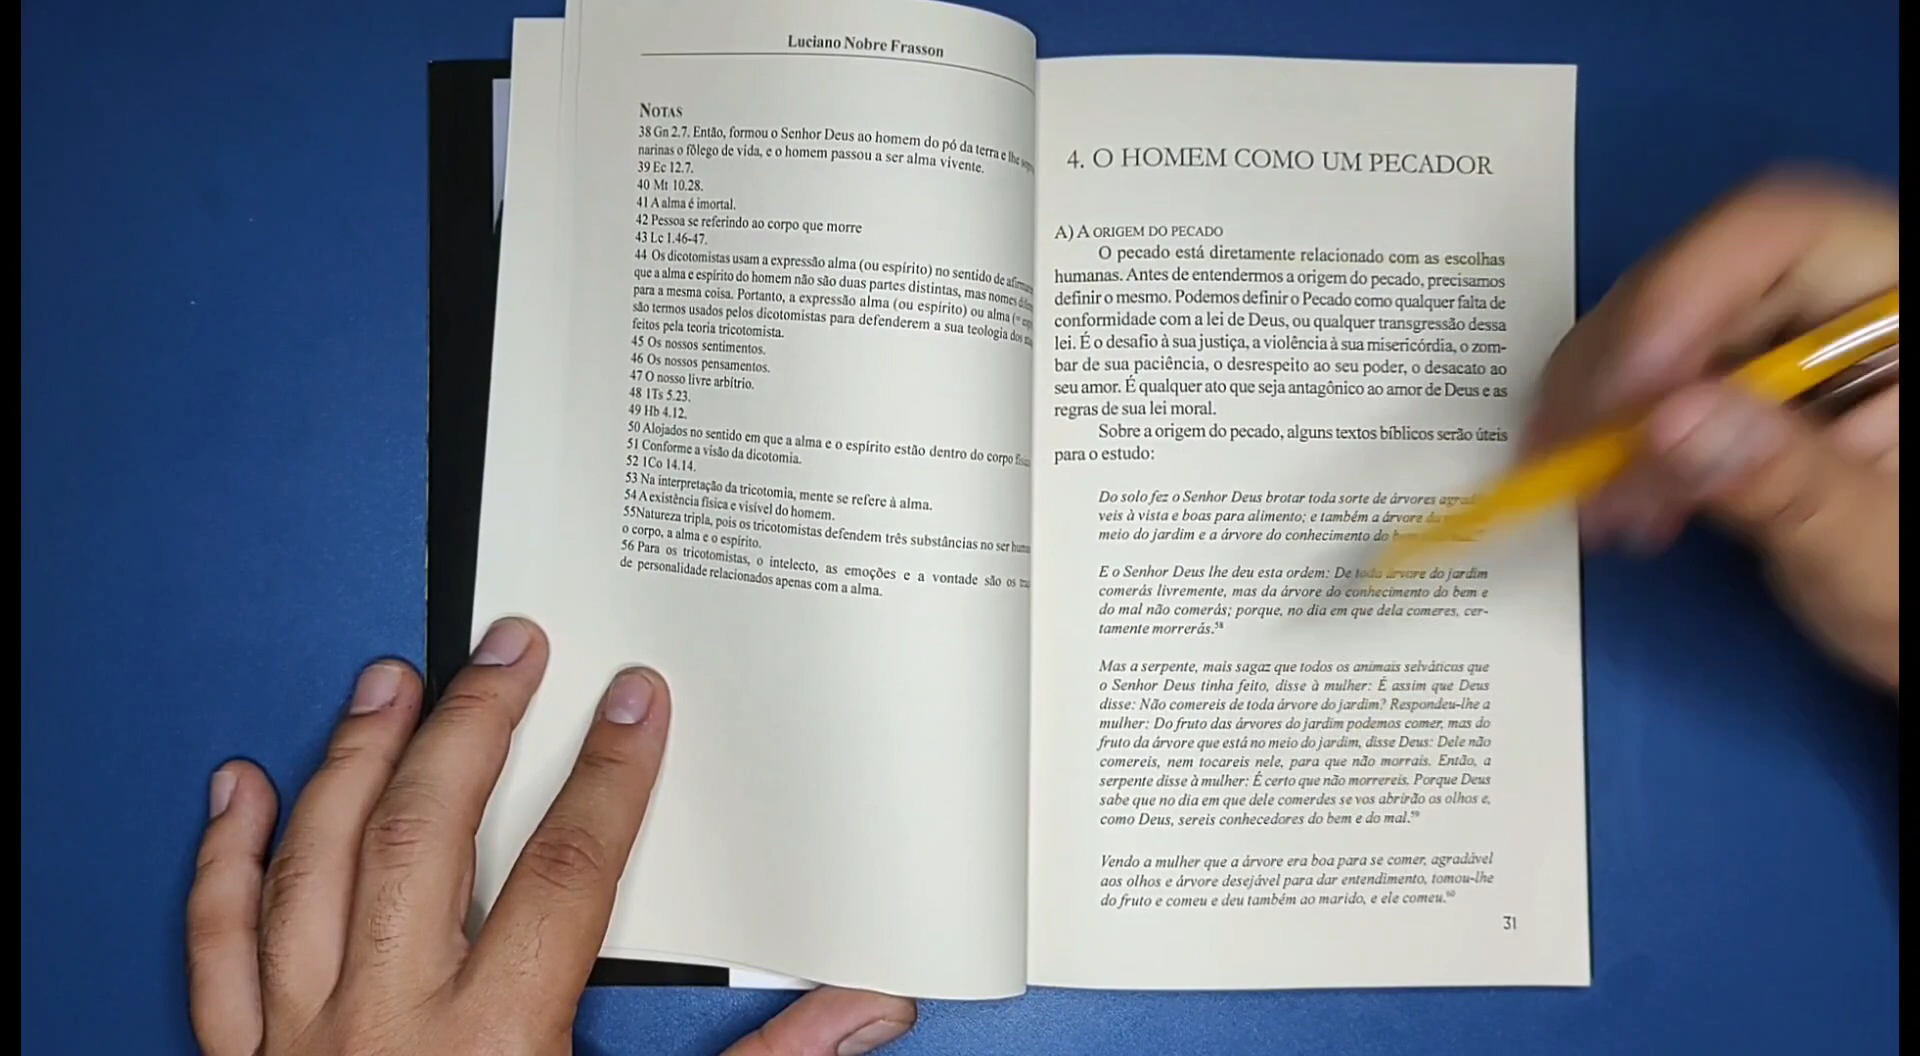 Luciano Nobre Frasson
NOTAS
38 Gn 2.7. Então, formou o Senhor Deus ao homem do pó da terra e lhe
narinas o fôlego de vida, e o homem passou a ser alma vivente.
39 Ec 12.7.
40 Mt 10.28.
41 A alma é imortal.
42 Pessoa se referindo ao corpo que morre
43 Lc 1.46-47.
44 Os dicotomistas usam a expressão alma (ou espírito) no sentido de
que a alma e espírito do homem não são duas partes distintas, mas nomes
para a mesma coisa. Portanto, a expressão alma (ou espírito) ou alma
são termos usados pelos dicotomistas para defenderem a sua teologia dos
feitos pela teoria tricotomista.
45 Os nossos sentimentos.
46 Os nossos pensamentos.
47 O nosso livre arbítrio.
48 1Ts 5.23.
49 Hb 4.12.
50 Alojados no sentido em que a alma e o espírito estão dentro do corpo
51 Conforme a visão da dicotomia.
52 1Co 14.14.
53 Na interpretação da tricotomia, mente se refere à alma.
54 A existência física e visível do homem.
55Natureza tripla, pois os tricotomistas defendem três substâncias no ser
o corpo, a alma e o espírito.
56 Para os tricotomistas, o intelecto, as emoções e a vontade são os
de personalidade relacionados apenas com a alma.
4. O HOMEM COMO UM PECADOR
A) A ORIGEM DO PECADO
O pecado está diretamente relacionado com as escolhas
humanas. Antes de entendermos a origem do pecado, precisamos
definir o mesmo. Podemos definir o Pecado como qualquer falta de
conformidade com a lei de Deus, ou qualquer transgressão dessa
lei. É o desafio à sua justiça, a violência à sua misericórdia, o zom-
bar de sua paciência, o desrespeito ao seu poder, o desacato ao
seu amor. É qualquer ato que seja antagônico ao amor de Deus e as
regras de sua lei moral.
Sobre a origem do pecado, alguns textos bíblicos serão úteis
para o estudo:
Do solo fez o Senhor Deus brotar toda sorte de árvores
veis à vista e boas para alimento; e também a árvore
meio do jardim e a árvore do conhecimento do
E o Senhor Deus lhe deu esta ordem: De toda árvore do jardim
comerás livremente, mas da árvore do conhecimento do bem e
do mal não comerás; porque, no dia em que dela comeres, cer-
tamente morrerás.58
Mas a serpente, mais sagaz que todos os animais selváticos que
o Senhor Deus tinha feito, disse à mulher: É assim que Deus
disse: Não comereis de toda árvore do jardim? Respondeu-lhe a
mulher: Do fruto das árvores do jardim podemos comer, mas do
fruto da árvore que está no meio do jardim, disse Deus: Dele não
comereis, nem tocareis nele, para que não morrais. Então, a
serpente disse à mulher: É certo que não morrereis. Porque Deus
sabe que no dia em que dele comerdes se vos abrirão os olhos e,
como Deus, sereis conhecedores do bem e do mal.59
Vendo a mulher que a árvore era boa para se comer, agradável
aos olhos e árvore desejável para dar entendimento, tomou-lhe
do fruto e comeu e deu também ao marido, e ele comeu.60
31